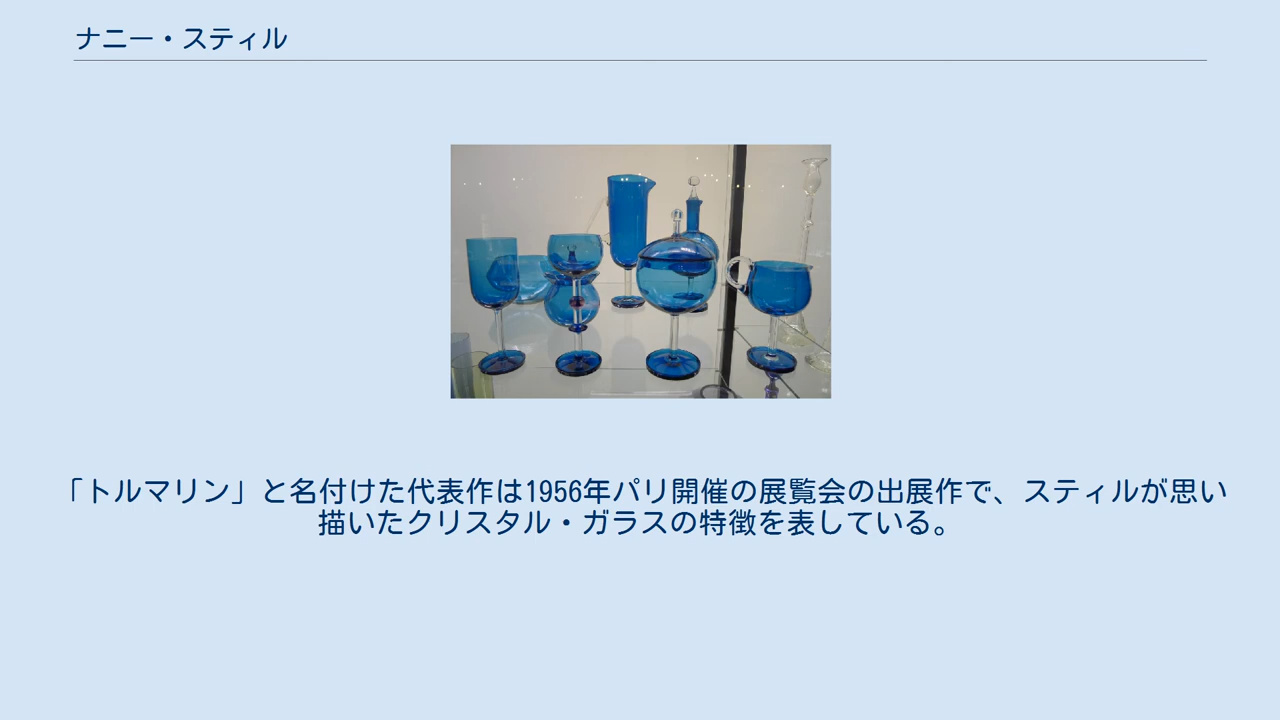 ナニー・スティル
「トルマリン」と名付けた代表作は1956年パリ開催の展覧会の出展作で、スティルが思い
描いたクリスタル・ガラスの特徴を表している。